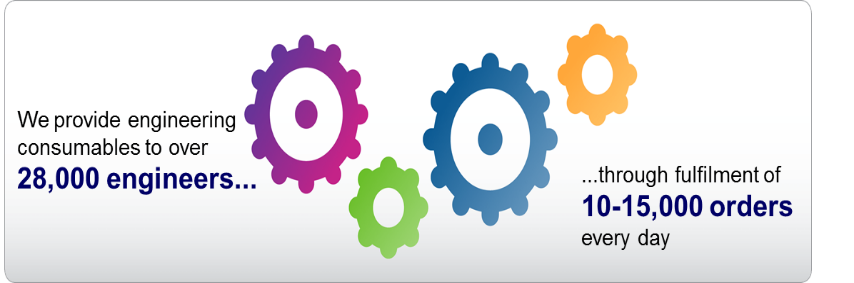 We provide engineering
consumables to over
28,000 engineers...
...through fulfilment of
10-15,000 orders
every day